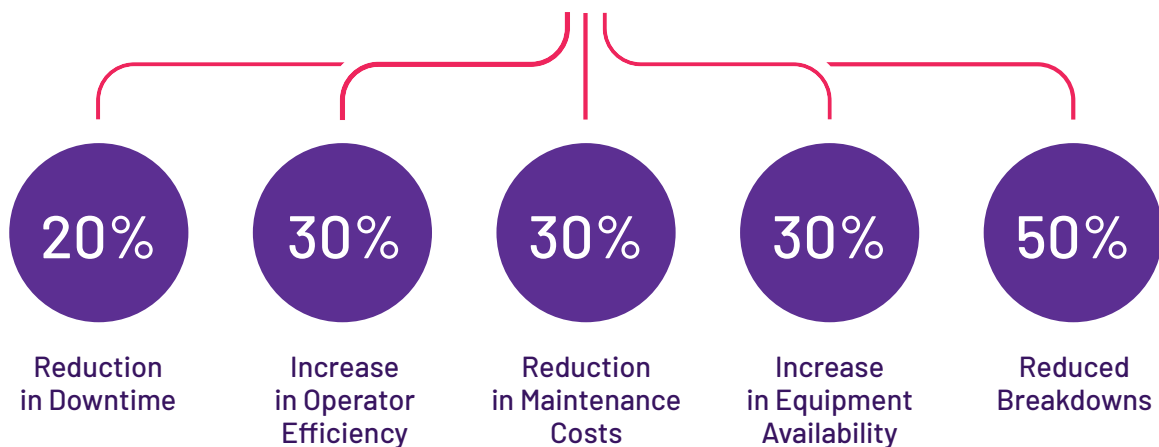 20%
Reduction
in Downtime
30%
Increase
in Operator
Efficiency
30%
Reduction
in Maintenance
Costs
30%
Increase
in Equipment
Availability
50%
Reduced
Breakdowns